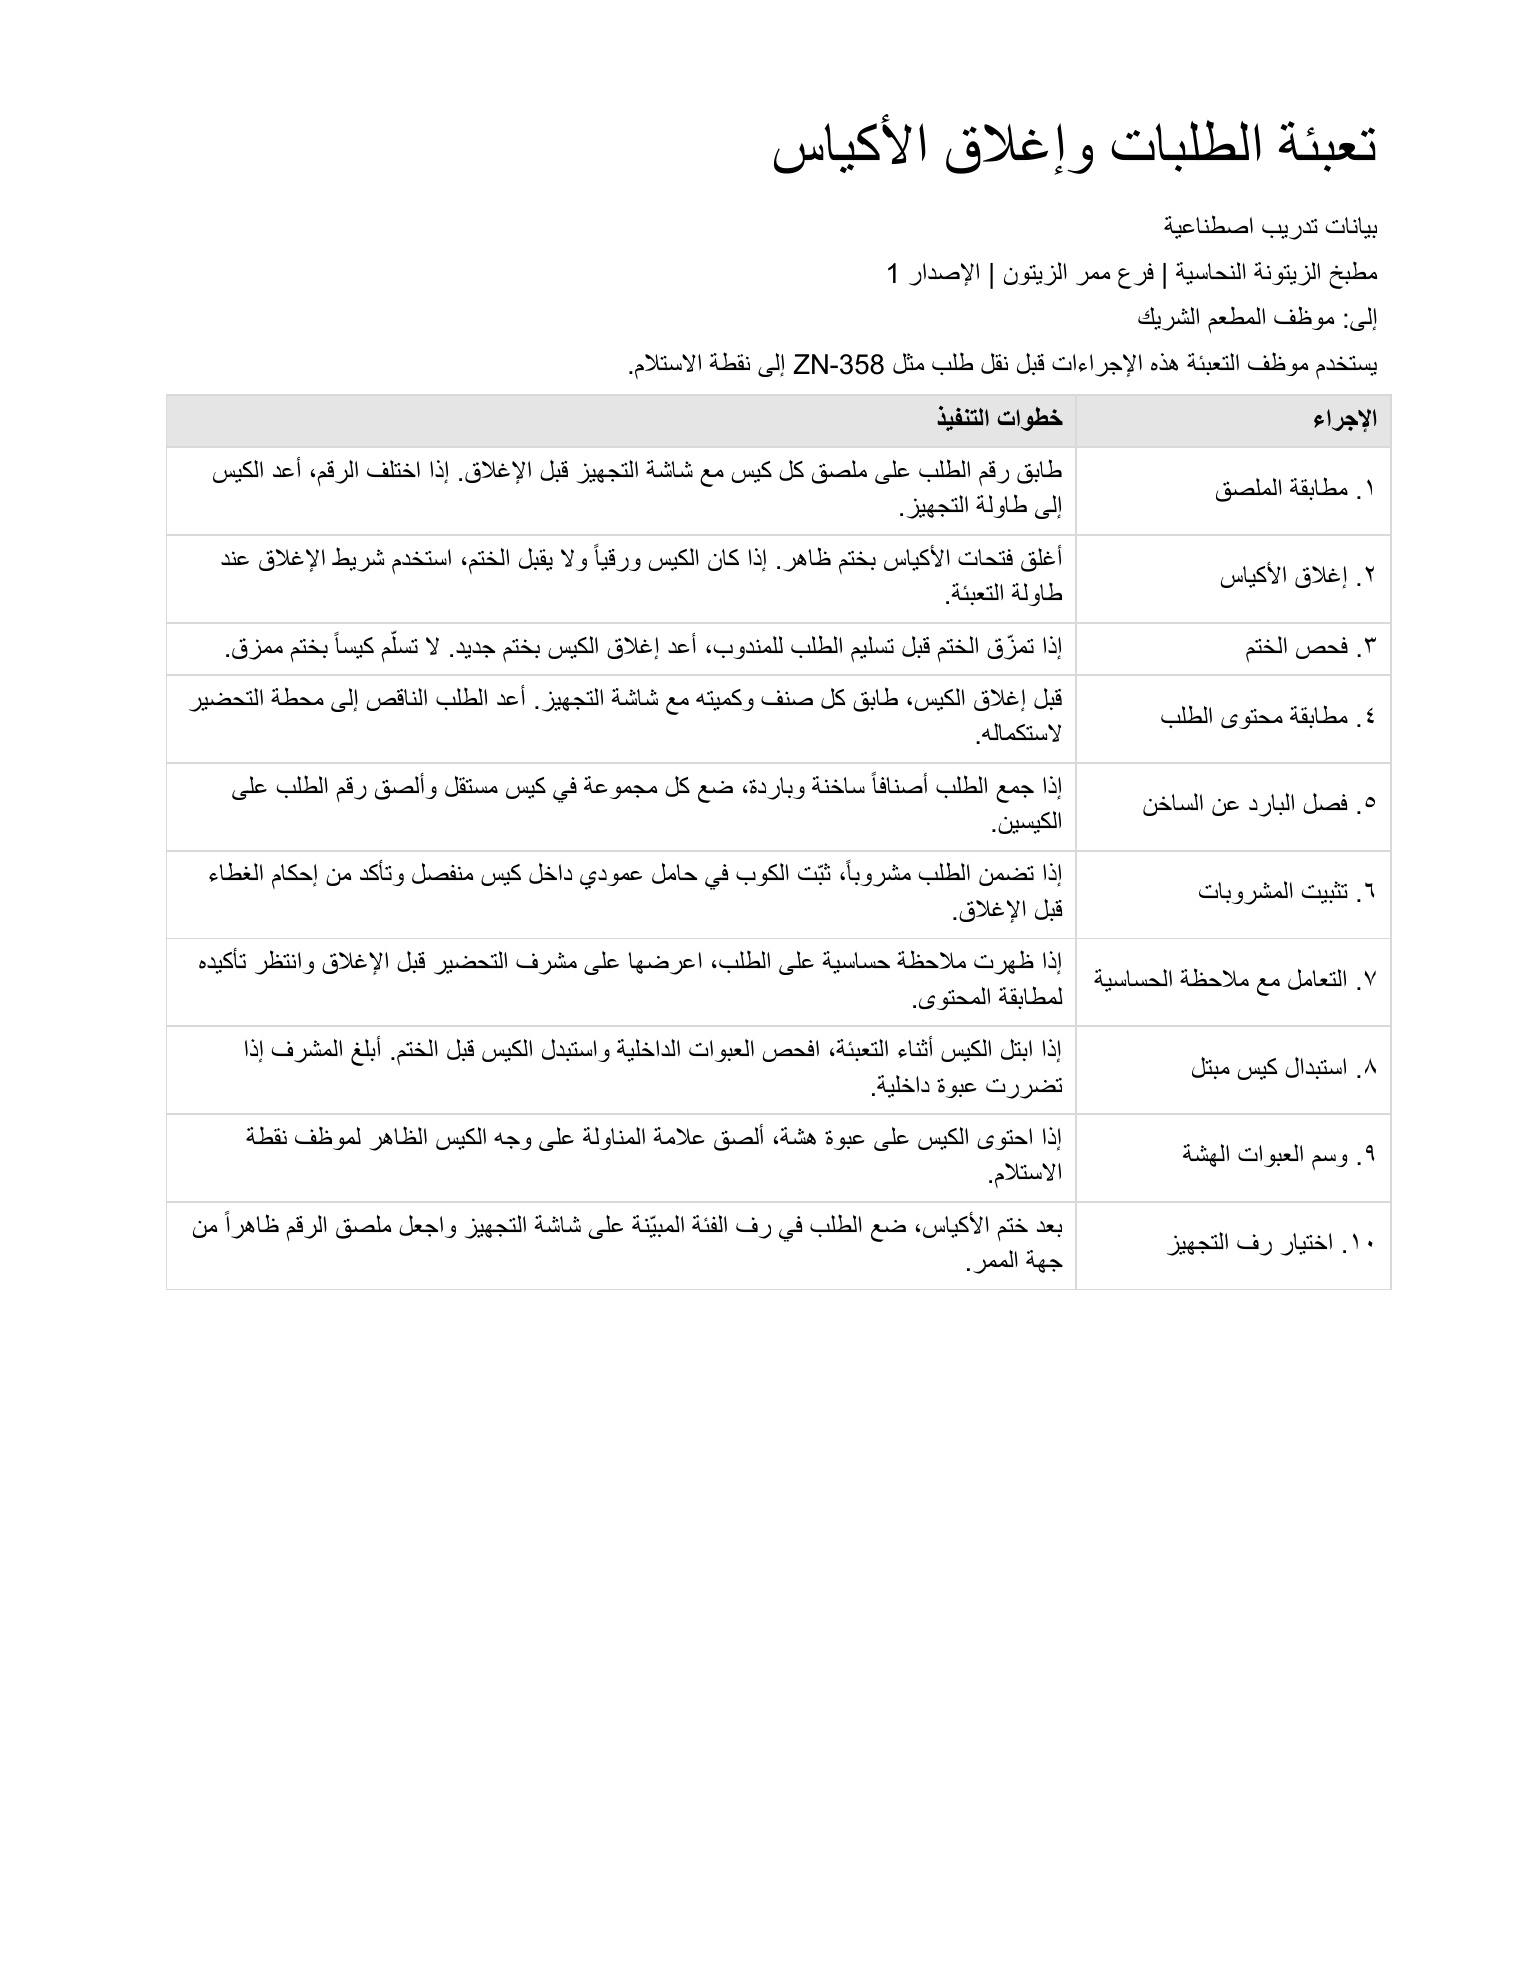 تعبئة الطلبات وإغلاق الأكياس
بيانات تدريب اصطناعية
مطبخ الزيتونة النحاسية | فرع ممر الزيتون | الإصدار 1
إلى: موظف المطعم الشريك
يستخدم موظف التعبئة هذه الإجراءات قبل نقل طلب مثل ZN-358 إلى نقطة الاستلام.
الإجراء
خطوات التنفيذ
١. مطابقة الملصق
طابق رقم الطلب على ملصق كل كيس مع شاشة التجهيز قبل الإغلاق. إذا اختلف الرقم، أعد الكيس
إلى طاولة التجهيز.
٢. إغلاق الأكياس
أغلق فتحات الأكياس بختم ظاهر. إذا كان الكيس ورقياً ولا يقبل الختم، استخدم شريط الإغلاق عند
طاولة التعبئة.
٣. فحص الختم
إذا تمزّق الختم قبل تسليم الطلب للمندوب، أعد إغلاق الكيس بختم جديد. لا تسلّم كيساً بختم ممزق.
٤. مطابقة محتوى الطلب
قبل إغلاق الكيس، طابق كل صنف وكميته مع شاشة التجهيز. أعد الطلب الناقص إلى محطة التحضير
لاستكماله.
٥. فصل البارد عن الساخن
إذا جمع الطلب أصنافاً ساخنة وباردة، ضع كل مجموعة في كيس مستقل وألصق رقم الطلب على
الكيسين.
٦. تثبيت المشروبات
إذا تضمن الطلب مشروباً، ثبّت الكوب في حامل عمودي داخل كيس منفصل وتأكد من إحكام الغطاء
قبل الإغلاق.
٧. التعامل مع ملاحظة الحساسية
إذا ظهرت ملاحظة حساسية على الطلب، اعرضها على مشرف التحضير قبل الإغلاق وانتظر تأكيده
لمطابقة المحتوى.
٨. استبدال كيس مبتل
إذا ابتل الكيس أثناء التعبئة، افحص العبوات الداخلية واستبدل الكيس قبل الختم. أبلغ المشرف إذا
تضررت عبوة داخلية.
٩. وسم العبوات الهشة
إذا احتوى الكيس على عبوة هشة، ألصق علامة المناولة على وجه الكيس الظاهر لموظف نقطة
الاستلام.
١٠. اختيار رف التجهيز
بعد ختم الأكياس، ضع الطلب في رف الفئة المبيّنة على شاشة التجهيز واجعل ملصق الرقم ظاهراً من
جهة الممر.